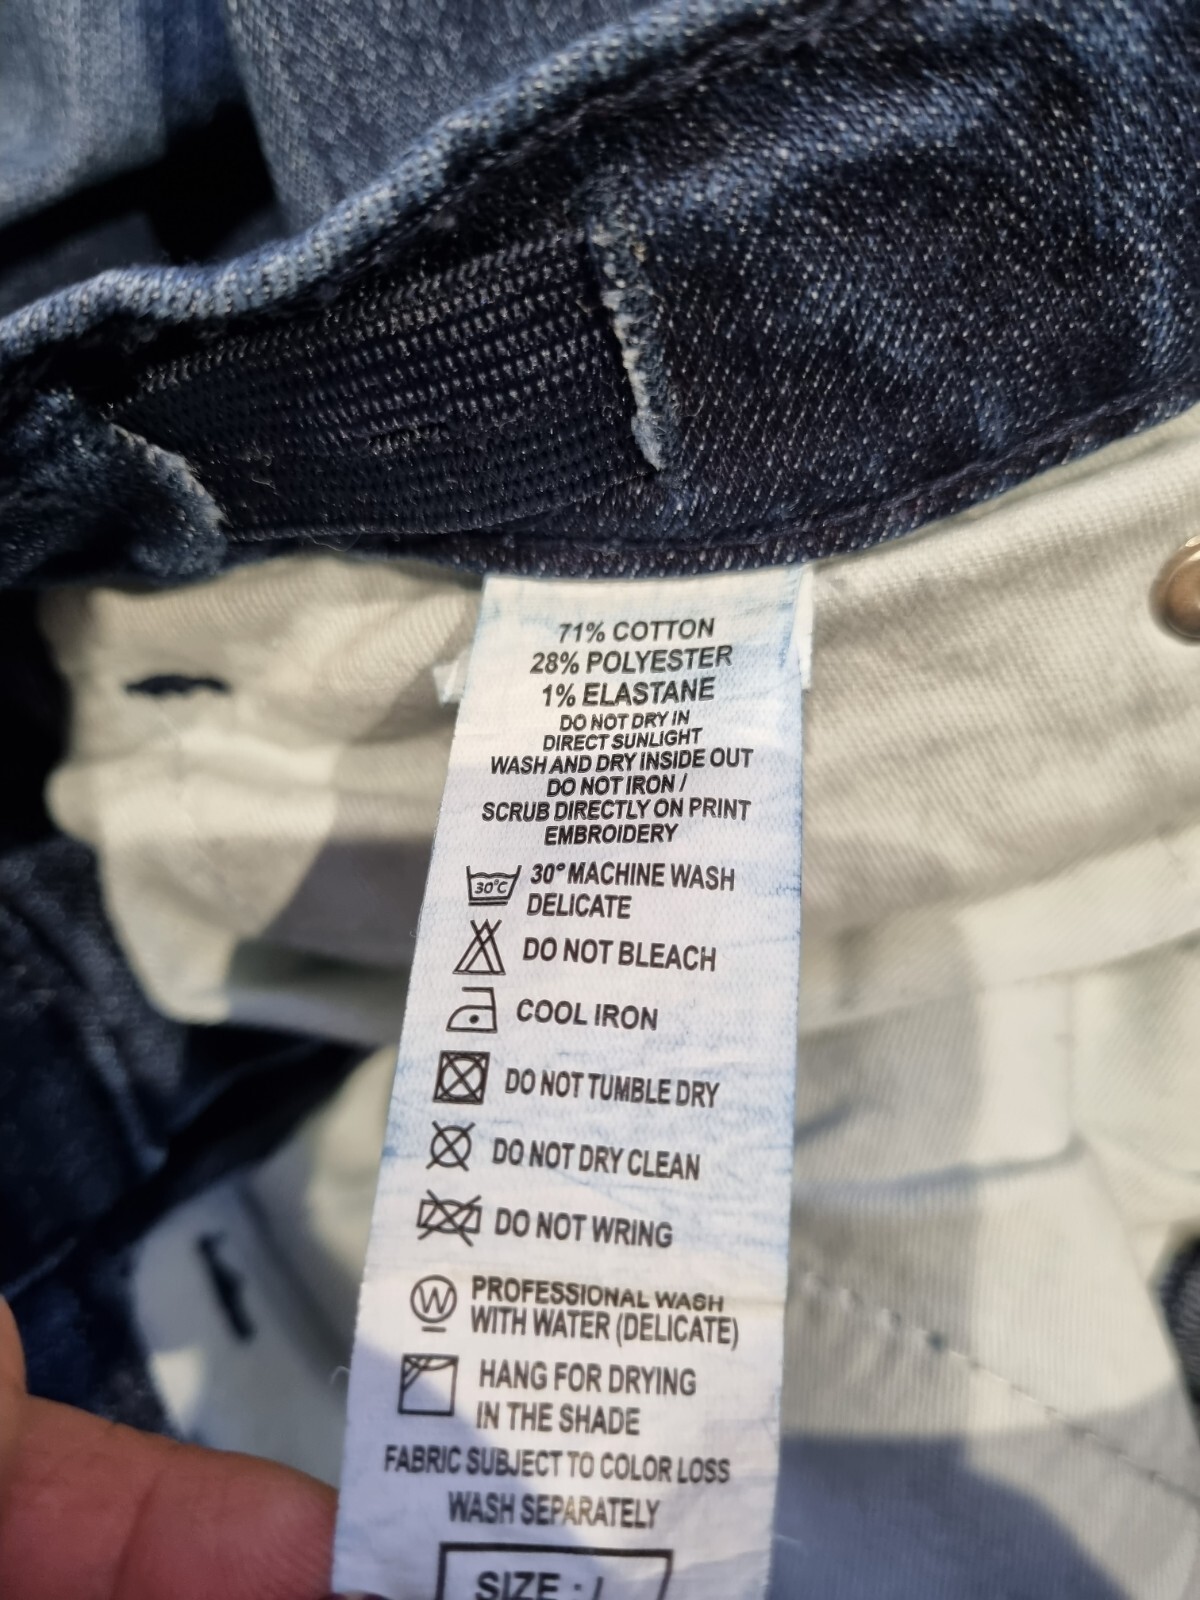 71% COTTON
28% POLYESTER
1% ELASTANE
DO NOT DRY IN
DIRECT SUNLIGHT
WASH AND DRY INSIDE OUT
DO NOT IRON /
SCRUB DIRECTLY ON PRINT
EMBROIDERY
30°C 30° MACHINE WASH
DELICATE
DO NOT BLEACH
COOL IRON
DO NOT TUMBLE DRY
DO NOT DRY CLEAN
DO NOT WRING
W PROFESSIONAL WASH
WITH WATER (DELICATE)
HANG FOR DRYING
IN THE SHADE
FABRIC SUBJECT TO COLOR LOSS
WASH SEPARATELY
SIZE :